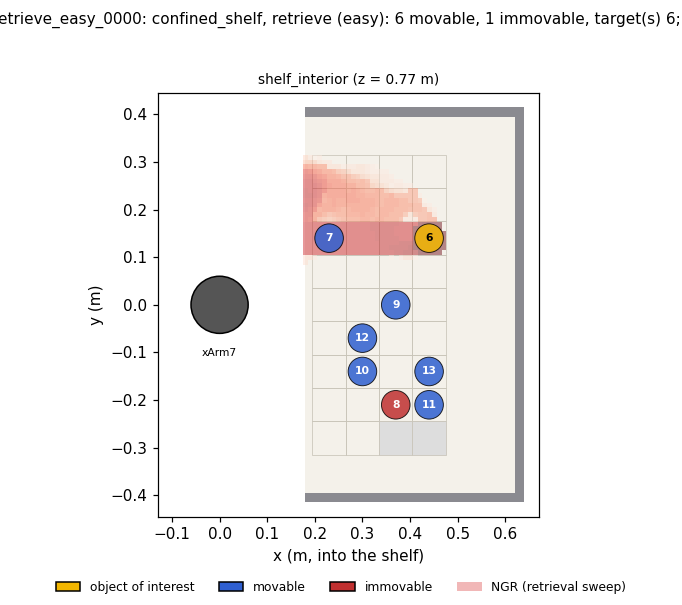 etrieve_easy_0000: confined_shelf, retrieve (easy): 6 movable, 1 immovable, target(s) 6;
shelf_interior (z = 0.77 m)
y (m)
0.4
0.3
0.2
0.1
0.0
−0.1
−0.2
−0.3
−0.4
7
6
9
12
10
13
8
11
xArm7
−0.1
0.0
0.1
0.2
0.3
0.4
0.5
0.6
x (m, into the shelf)
object of interest
movable
immovable
NGR (retrieval sweep)